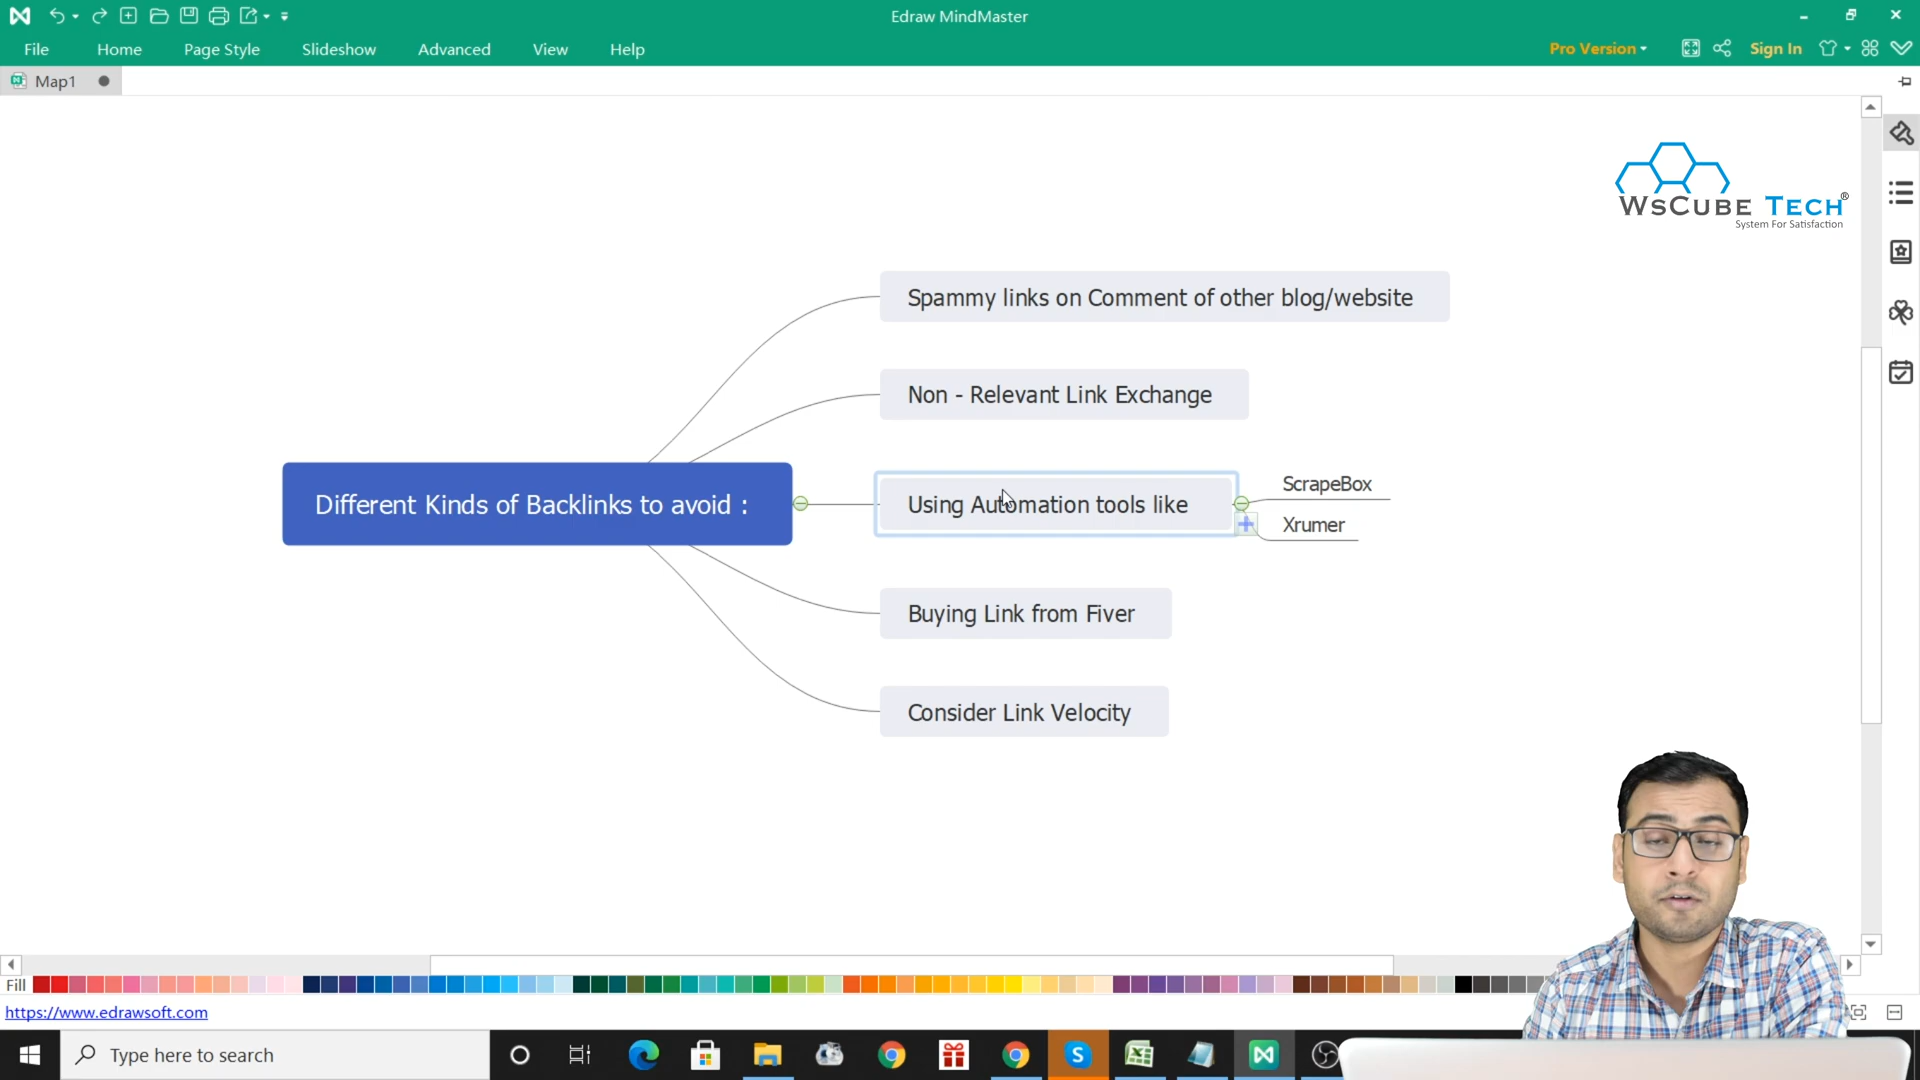 Edraw MindMaster
File Home Page Style Slideshow Advanced View Help Pro Version Sign In
Map1
WsCube Tech®
System For Satisfaction
Spammy links on Comment of other blog/website
Non - Relevant Link Exchange
Different Kinds of Backlinks to avoid :
Using Automation tools like
ScrapeBox
Xrumer
Buying Link from Fiver
Consider Link Velocity
Fill
https://www.edrawsoft.com
Type here to search